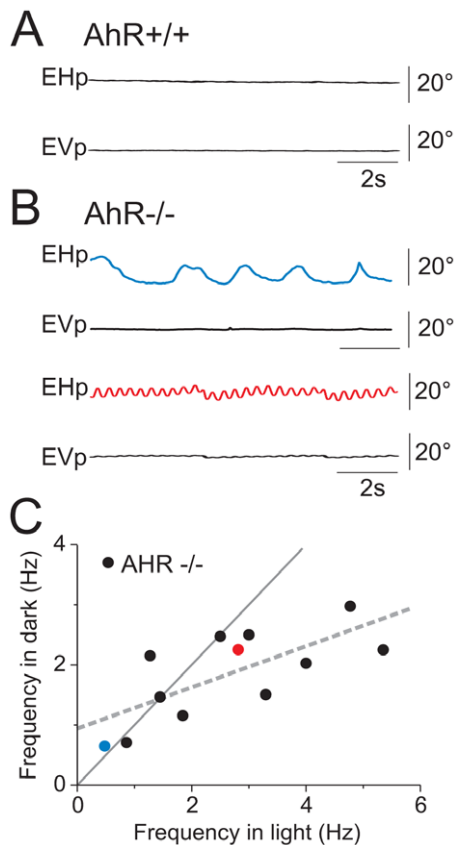 A AhR+/+
EHp 20°
EVp 20°
2s
B AhR-/-
EHp 20°
EVp 20°
EHp 20°
EVp 20°
2s
C
AHR -/-
Frequency in dark (Hz)
4
2
0
0 2 4 6
Frequency in light (Hz)